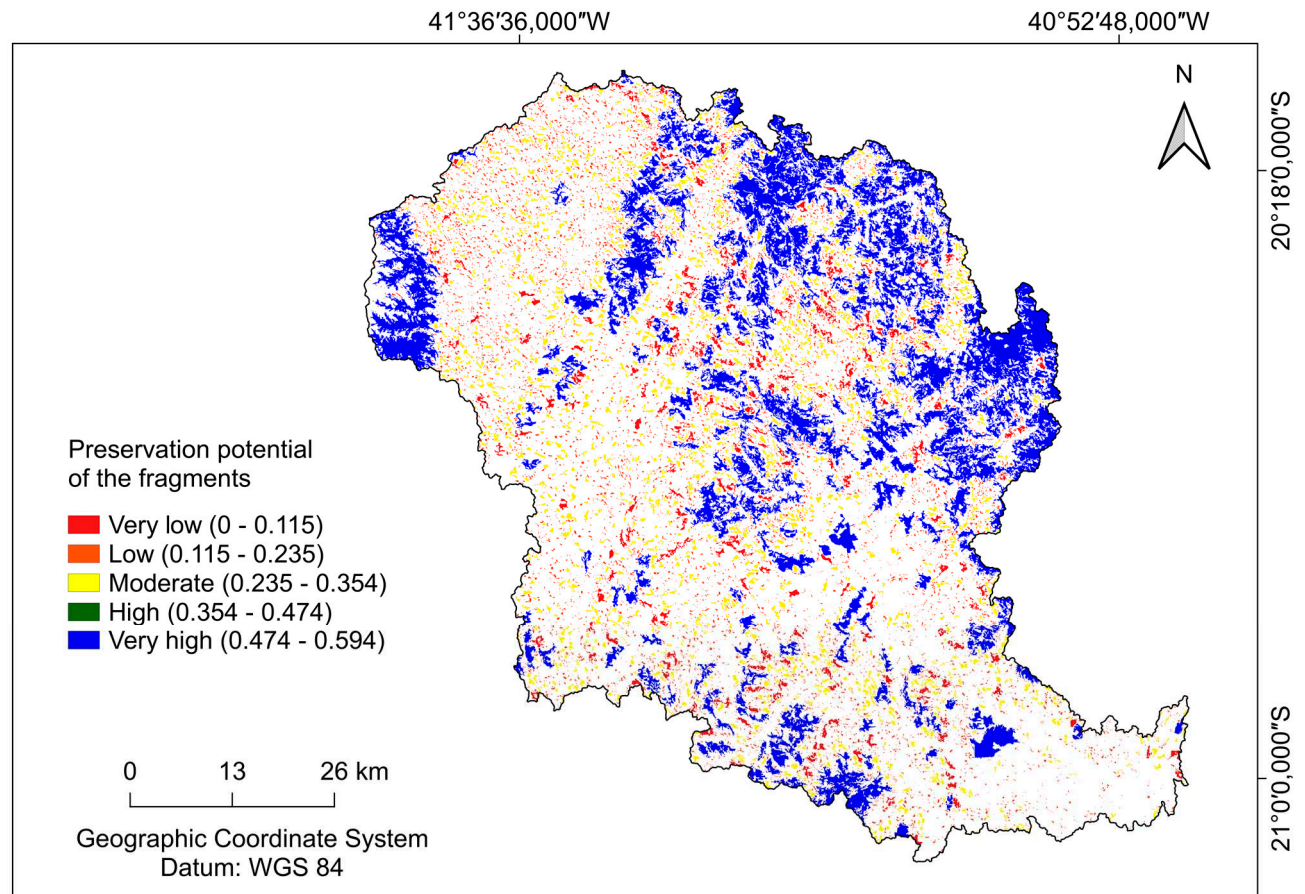 41°36′36,000″W
40°52′48,000″W
N
20°18′0,000″S
Preservation potential
of the fragments
Very low (0 - 0.115)
Low (0.115 - 0.235)
Moderate (0.235 - 0.354)
High (0.354 - 0.474)
Very high (0.474 - 0.594)
21°0′0,000″S
0 13 26 km
Geographic Coordinate System
Datum: WGS 84